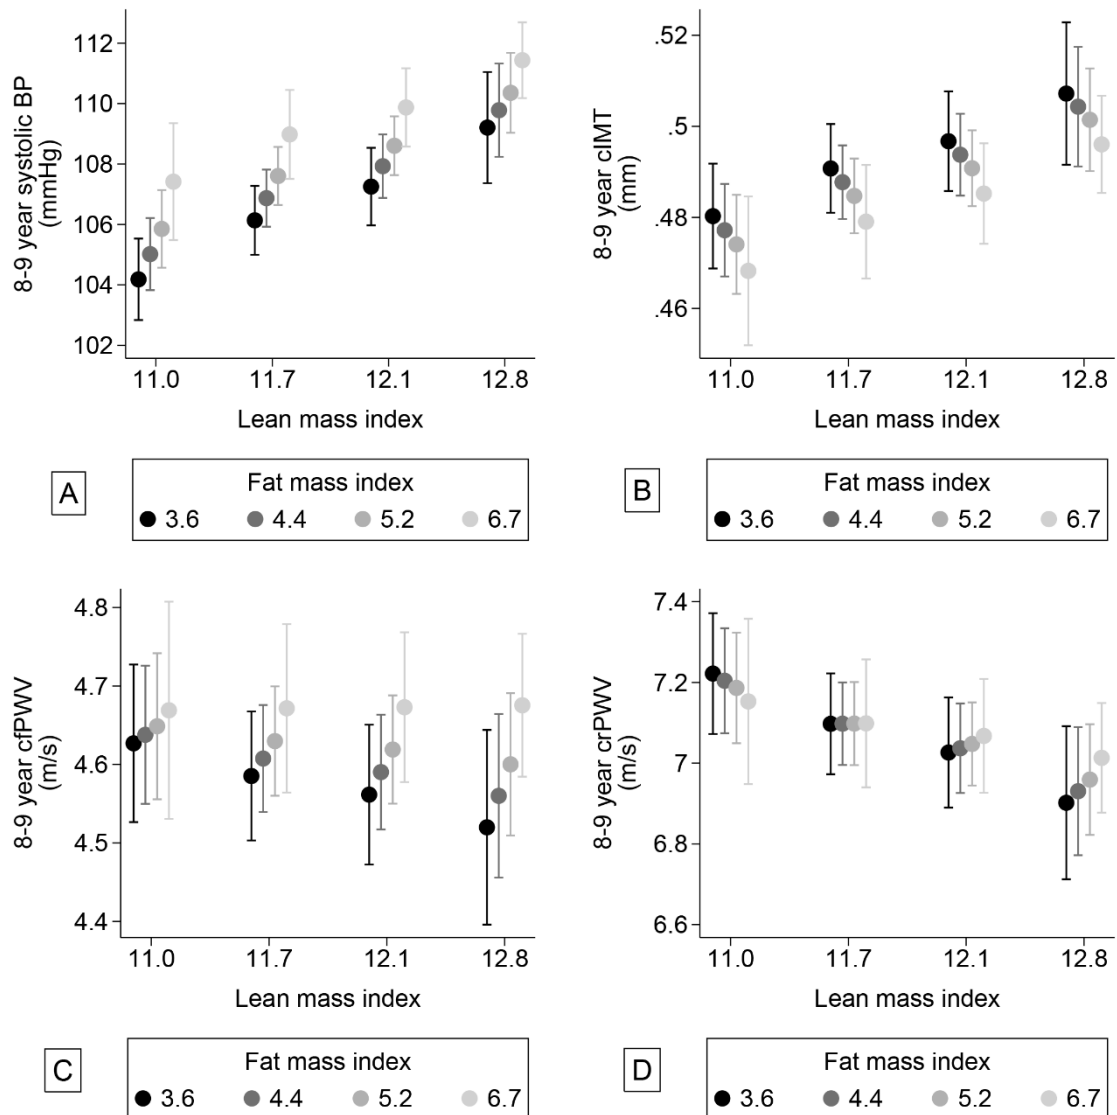 8-9 year systolic BP
(mmHg)
112
110
108
106
104
102
11.0 11.7 12.1 12.8
Lean mass index
A
Fat mass index
3.6 4.4 5.2 6.7
8-9 year cIMT
(mm)
.52
.5
.48
.46
11.0 11.7 12.1 12.8
Lean mass index
B
Fat mass index
3.6 4.4 5.2 6.7
8-9 year cfPWV
(m/s)
4.8
4.7
4.6
4.5
4.4
11.0 11.7 12.1 12.8
Lean mass index
C
Fat mass index
3.6 4.4 5.2 6.7
8-9 year crPWV
(m/s)
7.4
7.2
7
6.8
6.6
11.0 11.7 12.1 12.8
Lean mass index
D
Fat mass index
3.6 4.4 5.2 6.7